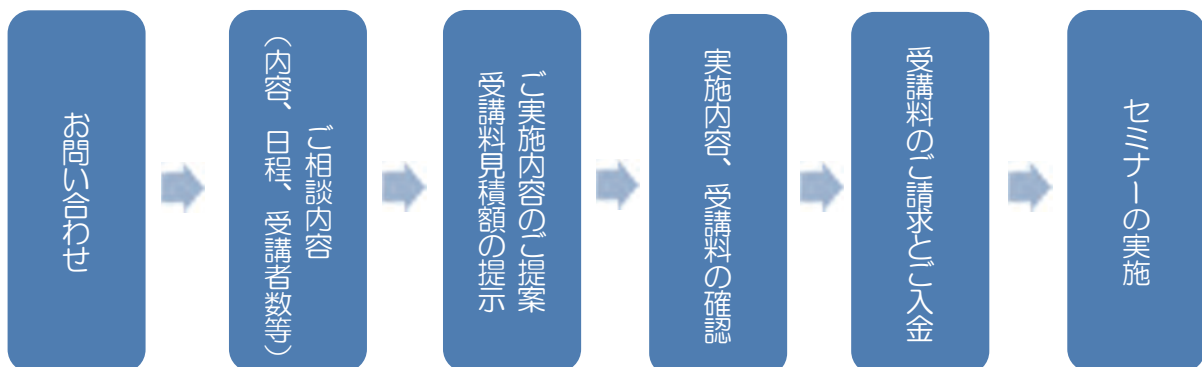 お問い合わせ
ご相談内容
（内容、日程、受講者数等）
ご実施内容のご提案
受講料見積額の提示
実施内容、受講料の確認
受講料のご請求とご入金
セミナーの実施